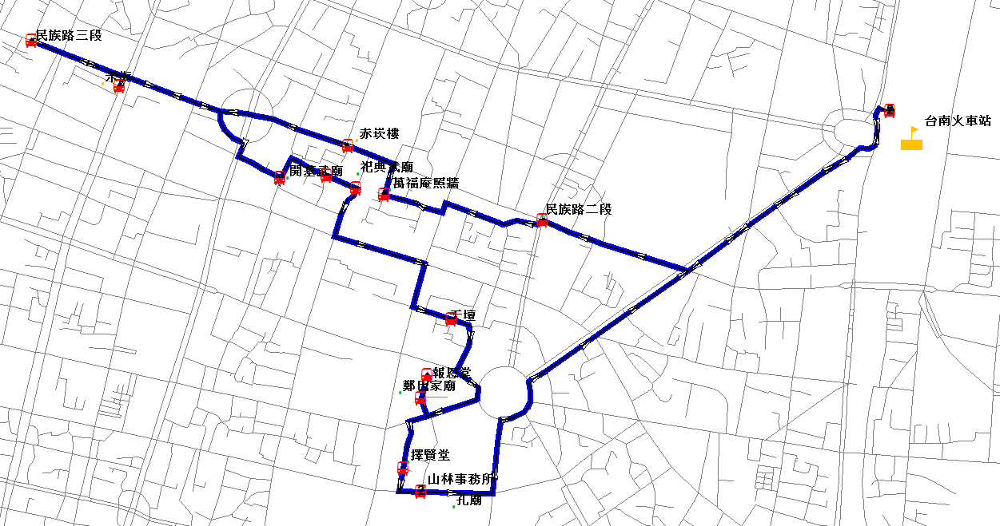 民族路三段
赤崁樓
台南火車站
開基武廟
祀典武廟
萬福庵照牆
民族路二段
天壇
報恩堂
鄭氏家廟
擇賢堂
山林事務所
孔廟